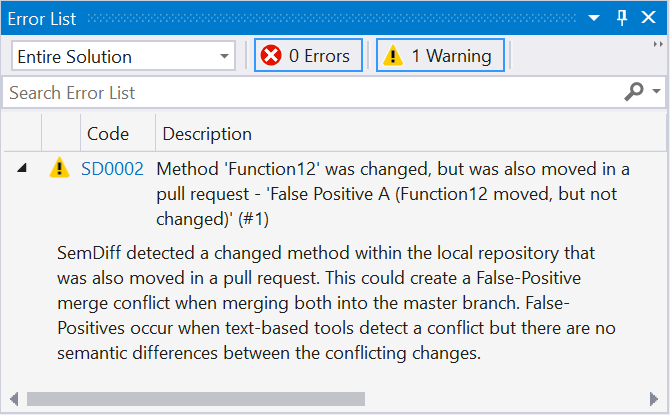 Error List
Entire Solution
0 Errors
1 Warning
Search Error List
Code
Description
SD0002
Method 'Function12' was changed, but was also moved in a
pull request - 'False Positive A (Function12 moved, but not
changed)' (#1)
SemDiff detected a changed method within the local repository that
was also moved in a pull request. This could create a False-Positive
merge conflict when merging both into the master branch. False-
Positives occur when text-based tools detect a conflict but there are no
semantic differences between the conflicting changes.